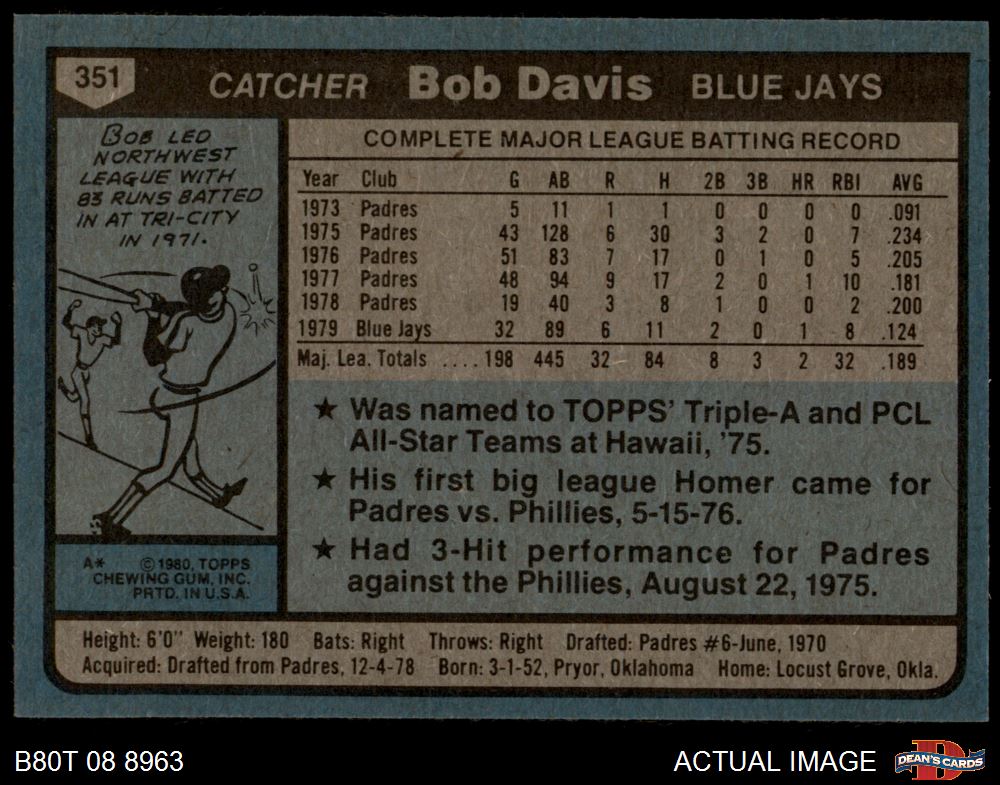 351 CATCHER Bob Davis BLUE JAYS
BOB LED
NORTHWEST
LEAGUE WITH
83 RUNS BATTED
IN AT TRI-CITY
IN 1971.
COMPLETE MAJOR LEAGUE BATTING RECORD
Year Club G AB R H 2B 3B HR RBI AVG
1973 Padres 5 11 1 1 0 0 0 0 .091
1975 Padres 43 128 6 30 3 2 0 7 .234
1976 Padres 51 83 7 17 0 1 0 5 .205
1977 Padres 48 94 9 17 2 0 1 10 .181
1978 Padres 19 40 3 8 1 0 0 2 .200
1979 Blue Jays 32 89 6 11 2 0 1 8 .124
Maj. Lea. Totals .... 198 445 32 84 8 3 2 32 .189
★ Was named to TOPPS' Triple-A and PCL
All-Star Teams at Hawaii, '75.
★ His first big league Homer came for
Padres vs. Phillies, 5-15-76.
★ Had 3-Hit performance for Padres
against the Phillies, August 22, 1975.
A* © 1980, TOPPS
CHEWING GUM, INC.
PRTD. IN U.S.A.
Height: 6'0" Weight: 180 Bats: Right Throws: Right Drafted: Padres #6-June, 1970
Acquired: Drafted from Padres, 12-4-78 Born: 3-1-52, Pryor, Oklahoma Home: Locust Grove, Okla.
B80T 08 8963
ACTUAL IMAGE
D
DEAN'S CARDS